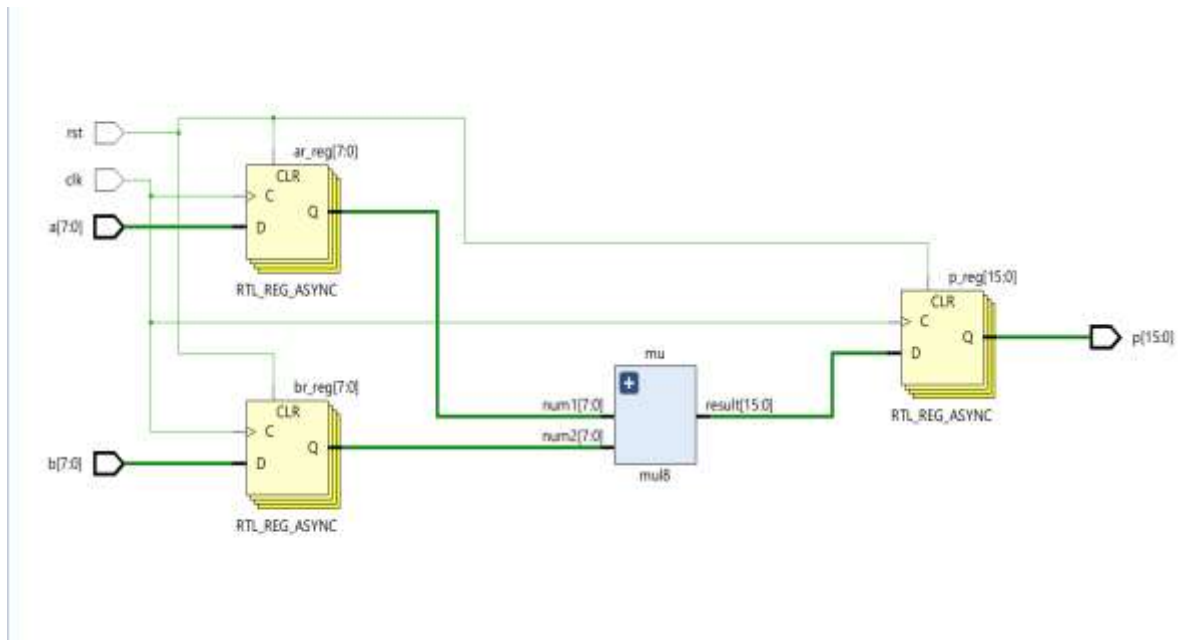 rst
clk
a[7:0]
ar_reg[7:0]
CLR
C
D
Q
RTL_REG_ASYNC
b[7:0]
br_reg[7:0]
CLR
C
D
Q
RTL_REG_ASYNC
mu
num1[7:0]
num2[7:0]
result[15:0]
mul8
p_reg[15:0]
CLR
C
D
Q
RTL_REG_ASYNC
p[15:0]